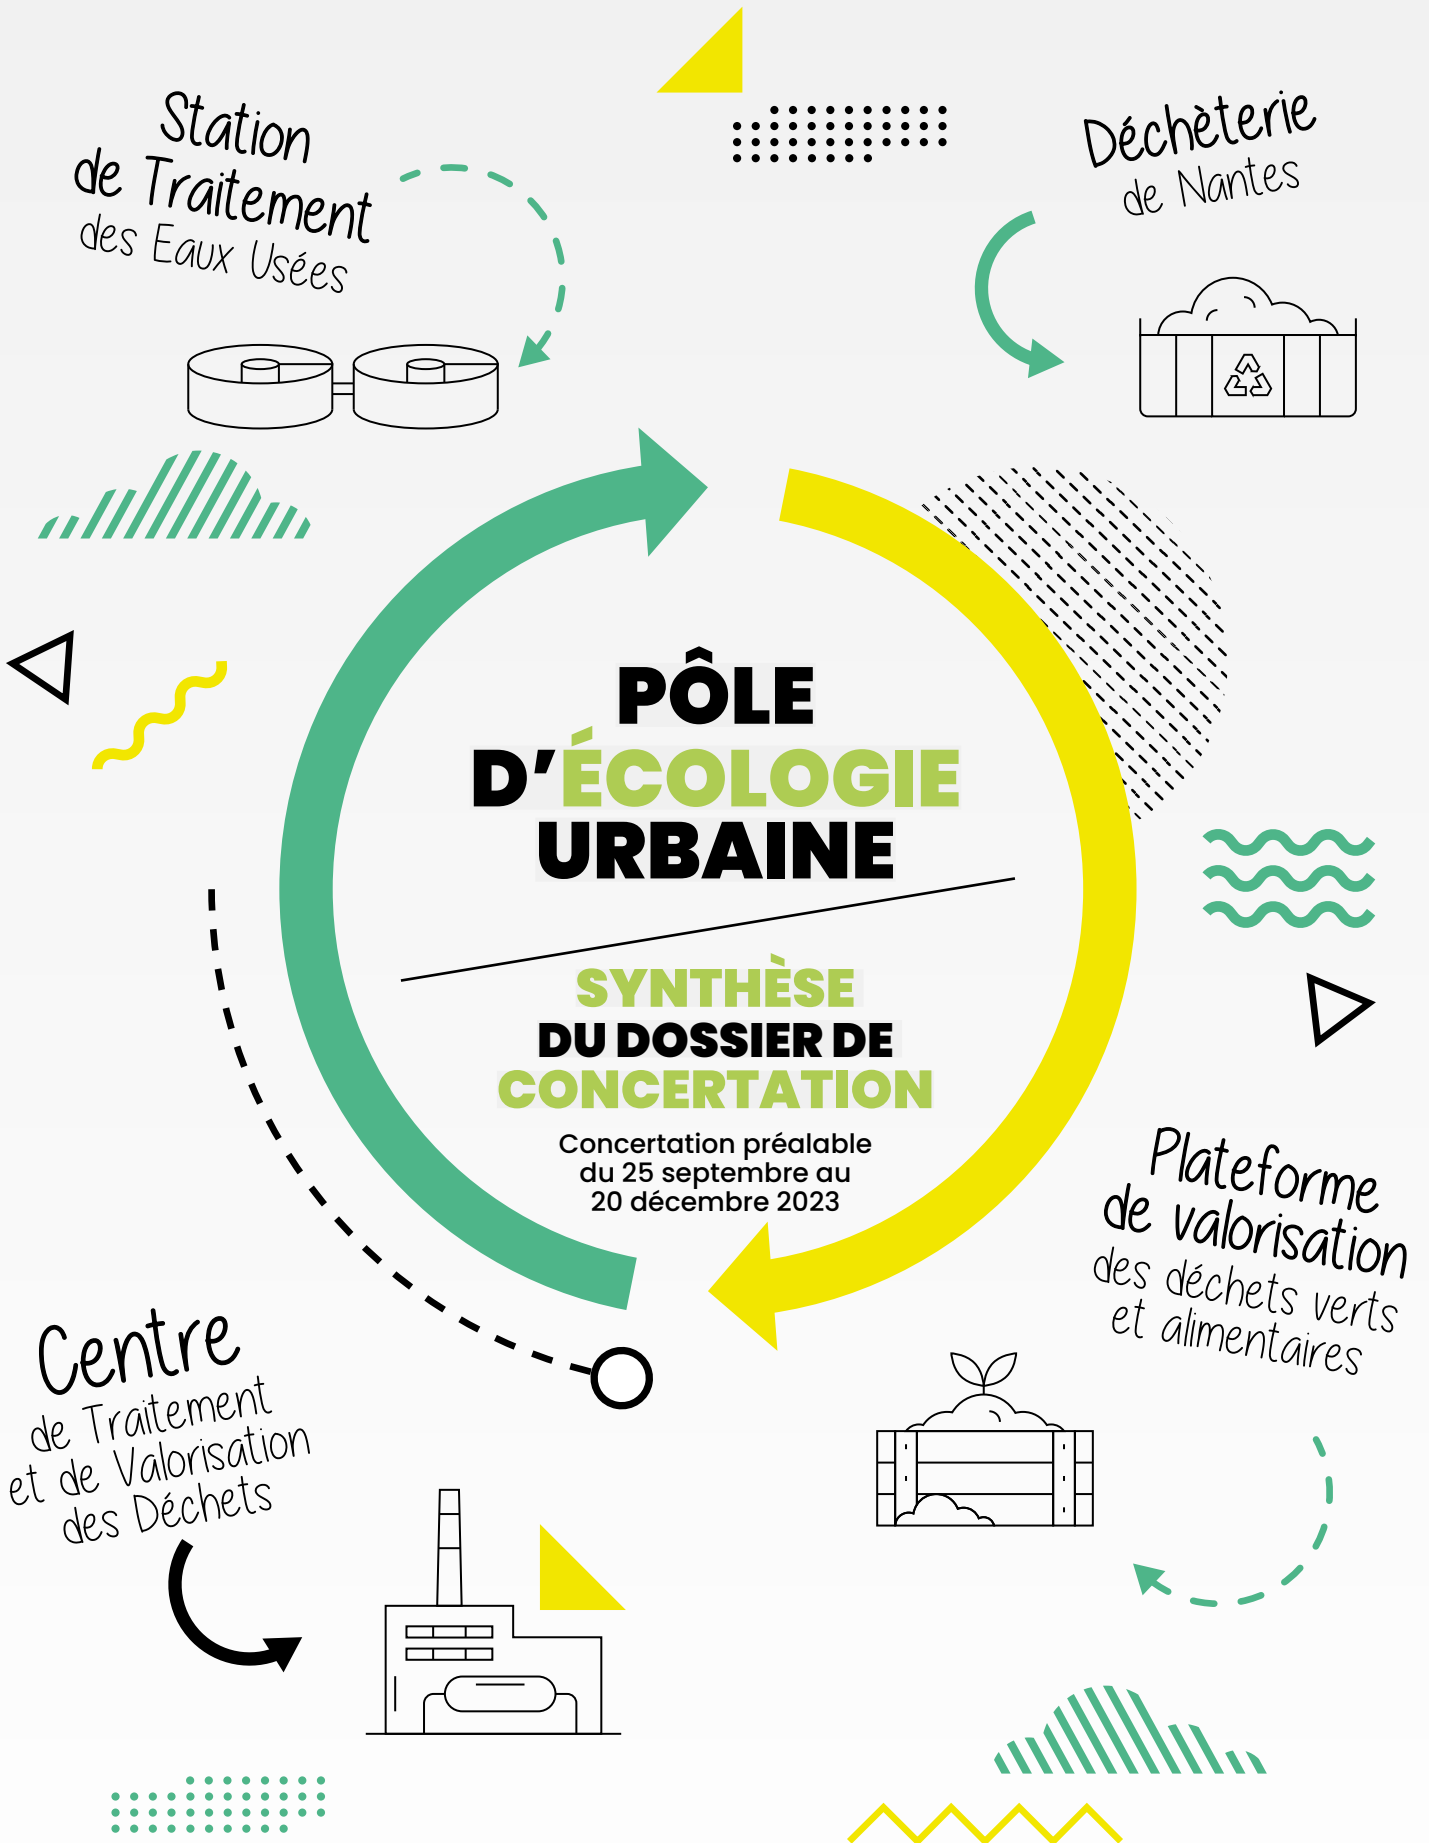 Station
de Traitement
des Eaux Usées
Déchèterie
de Nantes
PÔLE
D’ÉCOLOGIE
URBAINE
SYNTHÈSE
DU DOSSIER DE
CONCERTATION
Concertation préalable
du 25 septembre au
20 décembre 2023
Plateforme
de valorisation
des déchets verts
et alimentaires
Centre
de Traitement
et de Valorisation
des Déchets